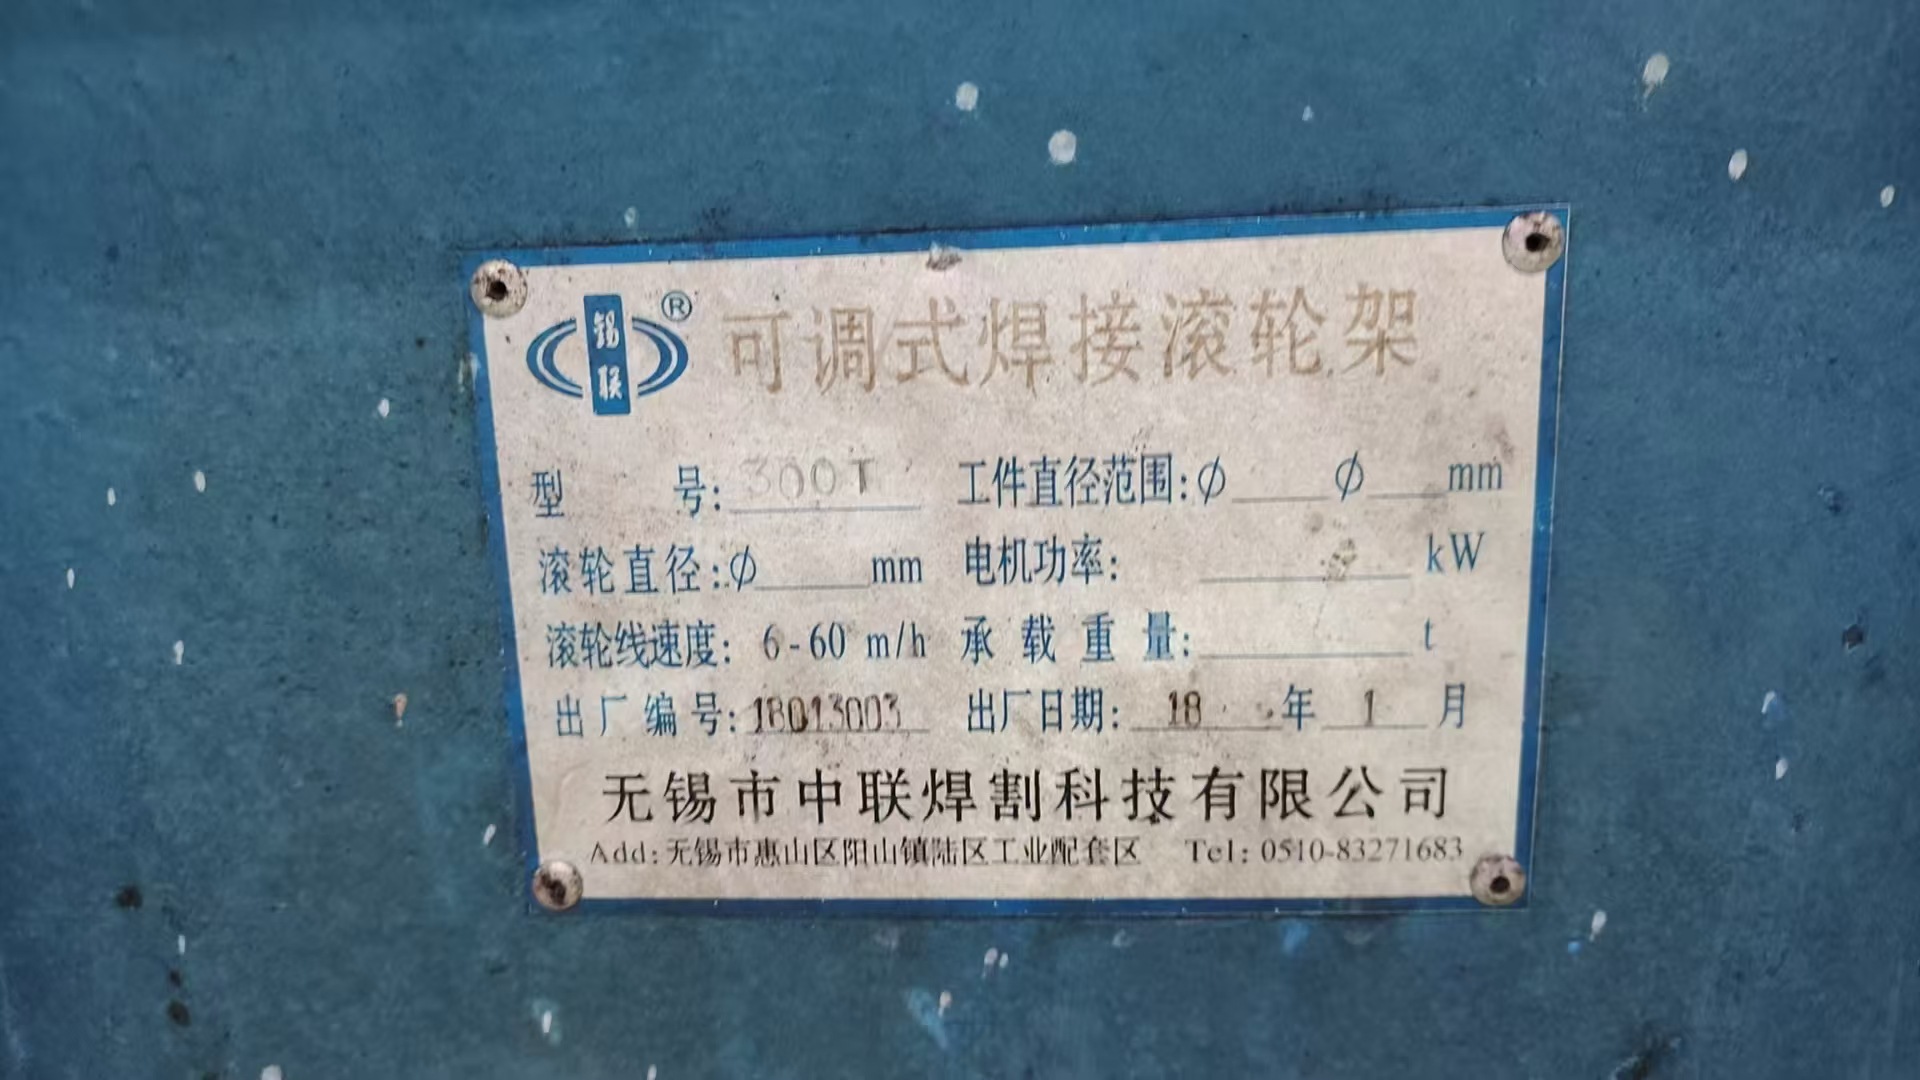 锡联 ® 可调式焊接滚轮架
型号: 300T 工件直径范围:φ____φ____mm
滚轮直径:φ____mm 电机功率: ____kW
滚轮线速度: 6-60 m/h 承载重量: ____t
出厂编号: 18013003 出厂日期: 18 年 1 月
无锡市中联焊割科技有限公司
Add:无锡市惠山区阳山镇陆区工业配套区 Tel: 0510-83271683